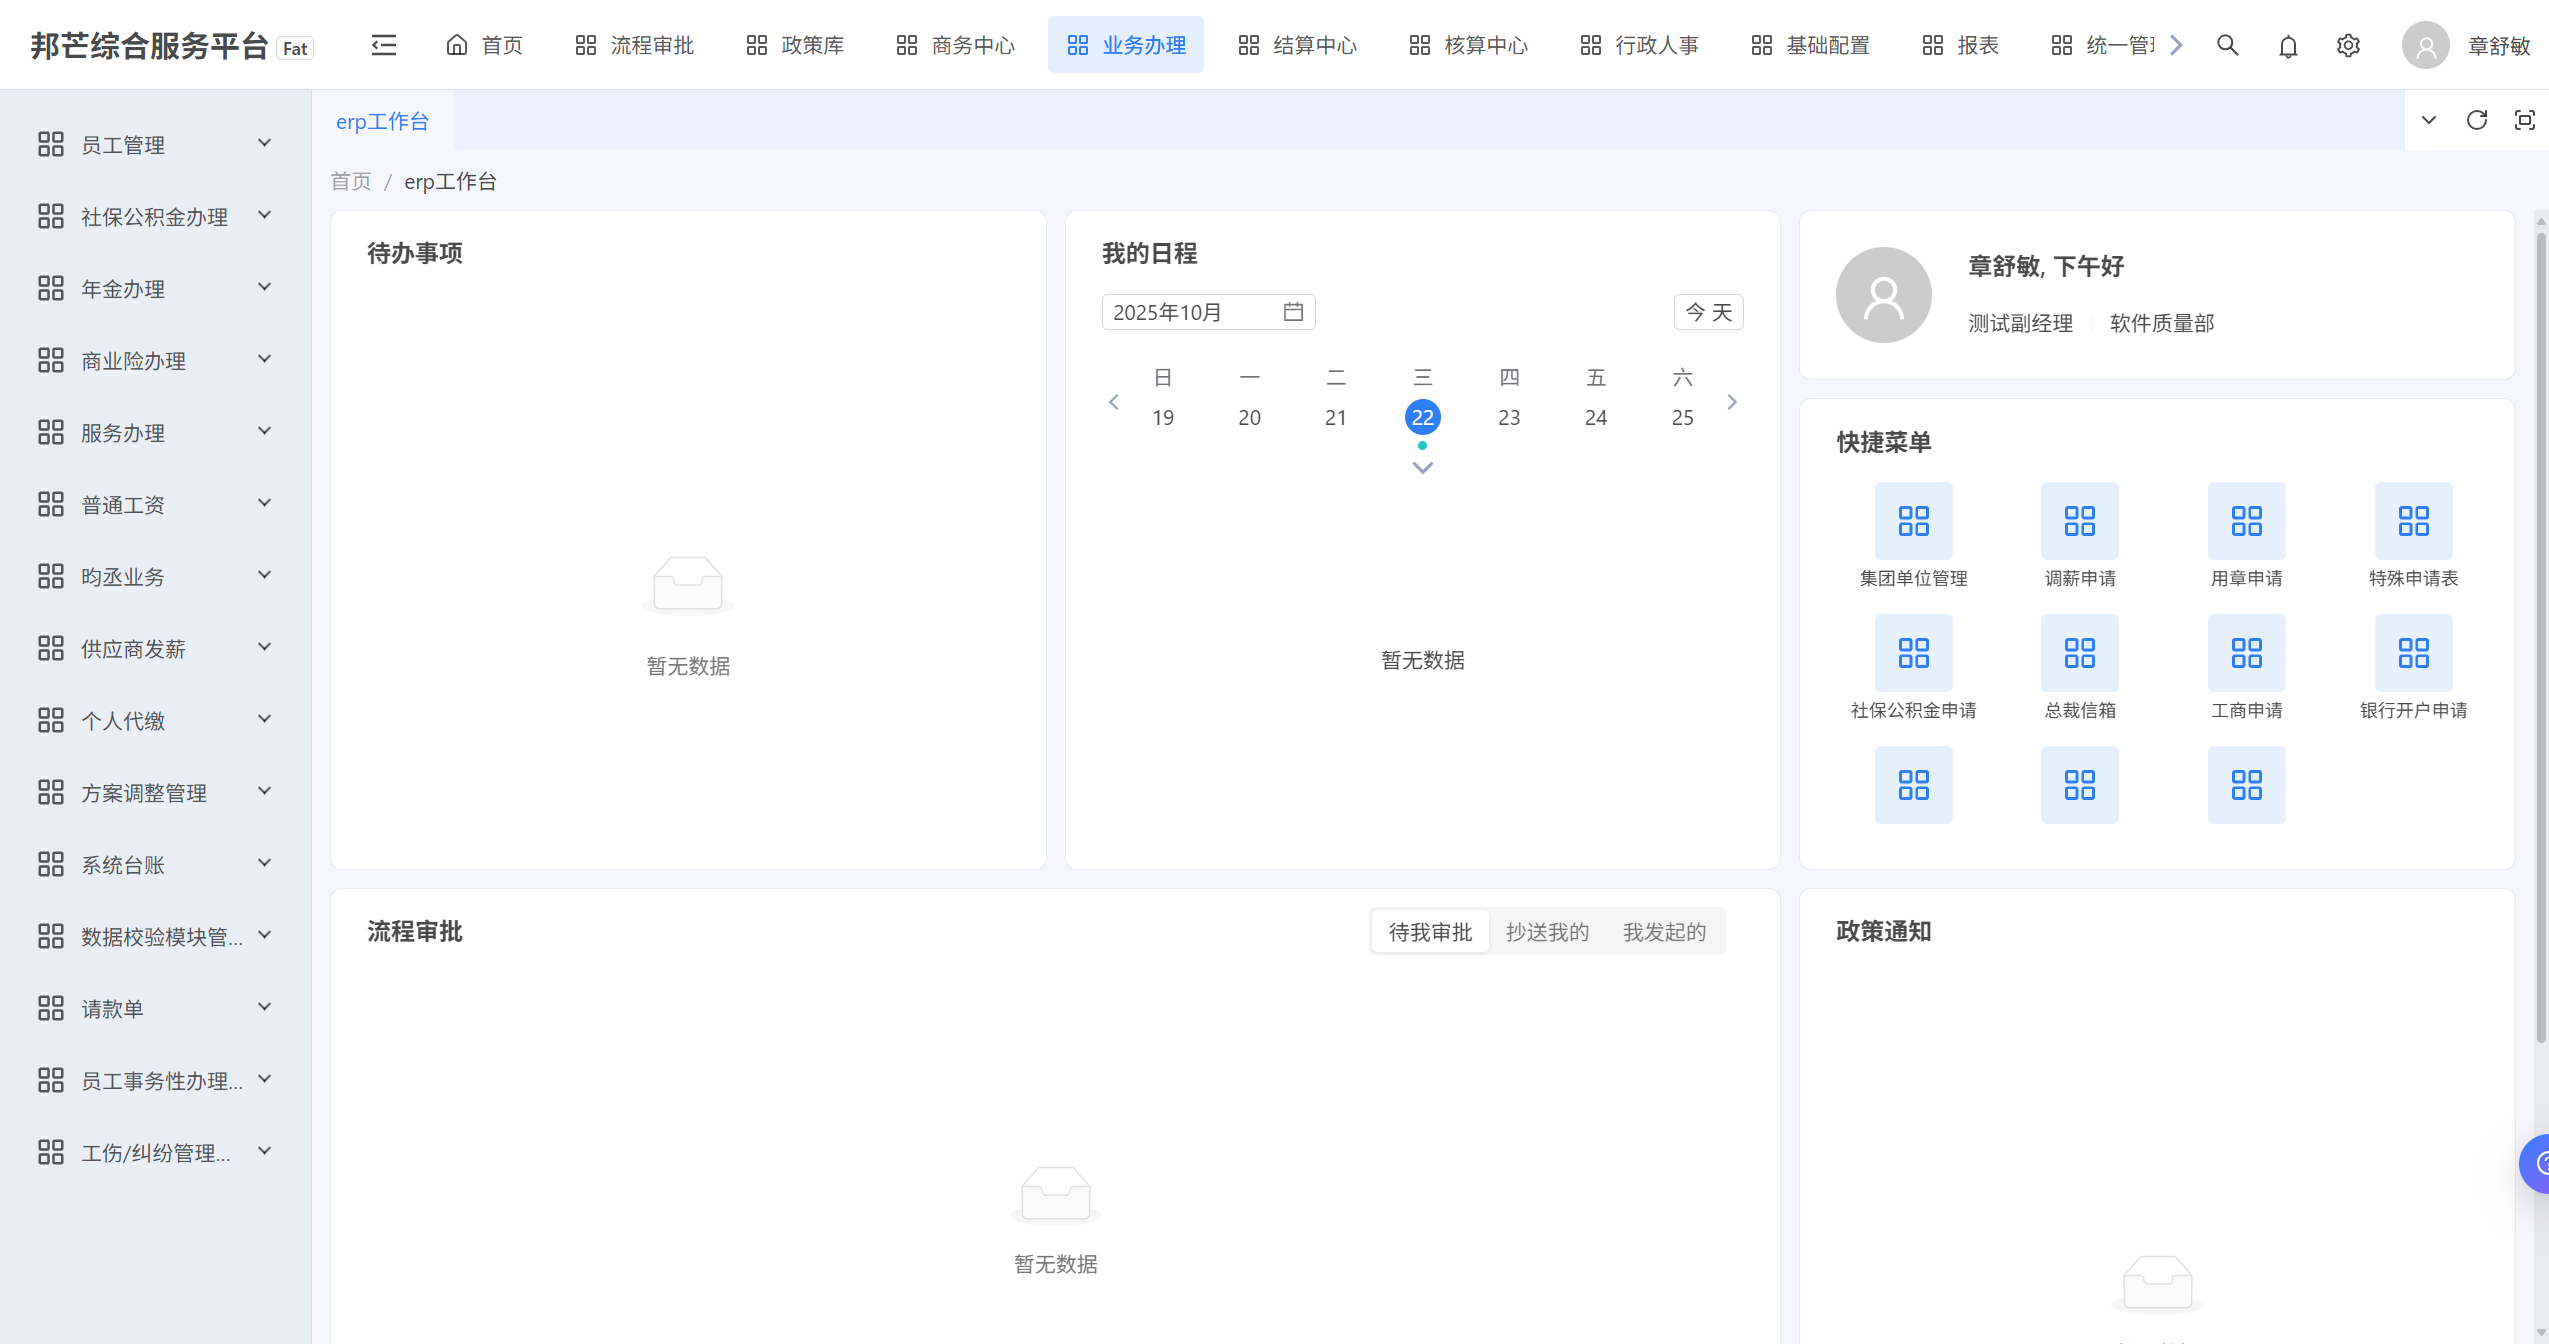 邦芒综合服务平台 Fat
首页
流程审批
政策库
商务中心
业务办理
结算中心
核算中心
行政人事
基础配置
报表
统一管
章舒敏
员工管理
社保公积金办理
年金办理
商业险办理
服务办理
普通工资
昀丞业务
供应商发薪
个人代缴
方案调整管理
系统台账
数据校验模块管...
请款单
员工事务性办理...
工伤/纠纷管理...
erp工作台
首页 / erp工作台
待办事项
暂无数据
我的日程
2025年10月
今天
日 一 二 三 四 五 六
19 20 21 22 23 24 25
暂无数据
章舒敏, 下午好
测试副经理 软件质量部
快捷菜单
集团单位管理
调薪申请
用章申请
特殊申请表
社保公积金申请
总裁信箱
工商申请
银行开户申请
流程审批
待我审批 抄送我的 我发起的
暂无数据
政策通知